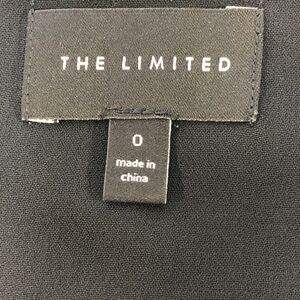 THE LIMITED
0
made in
china